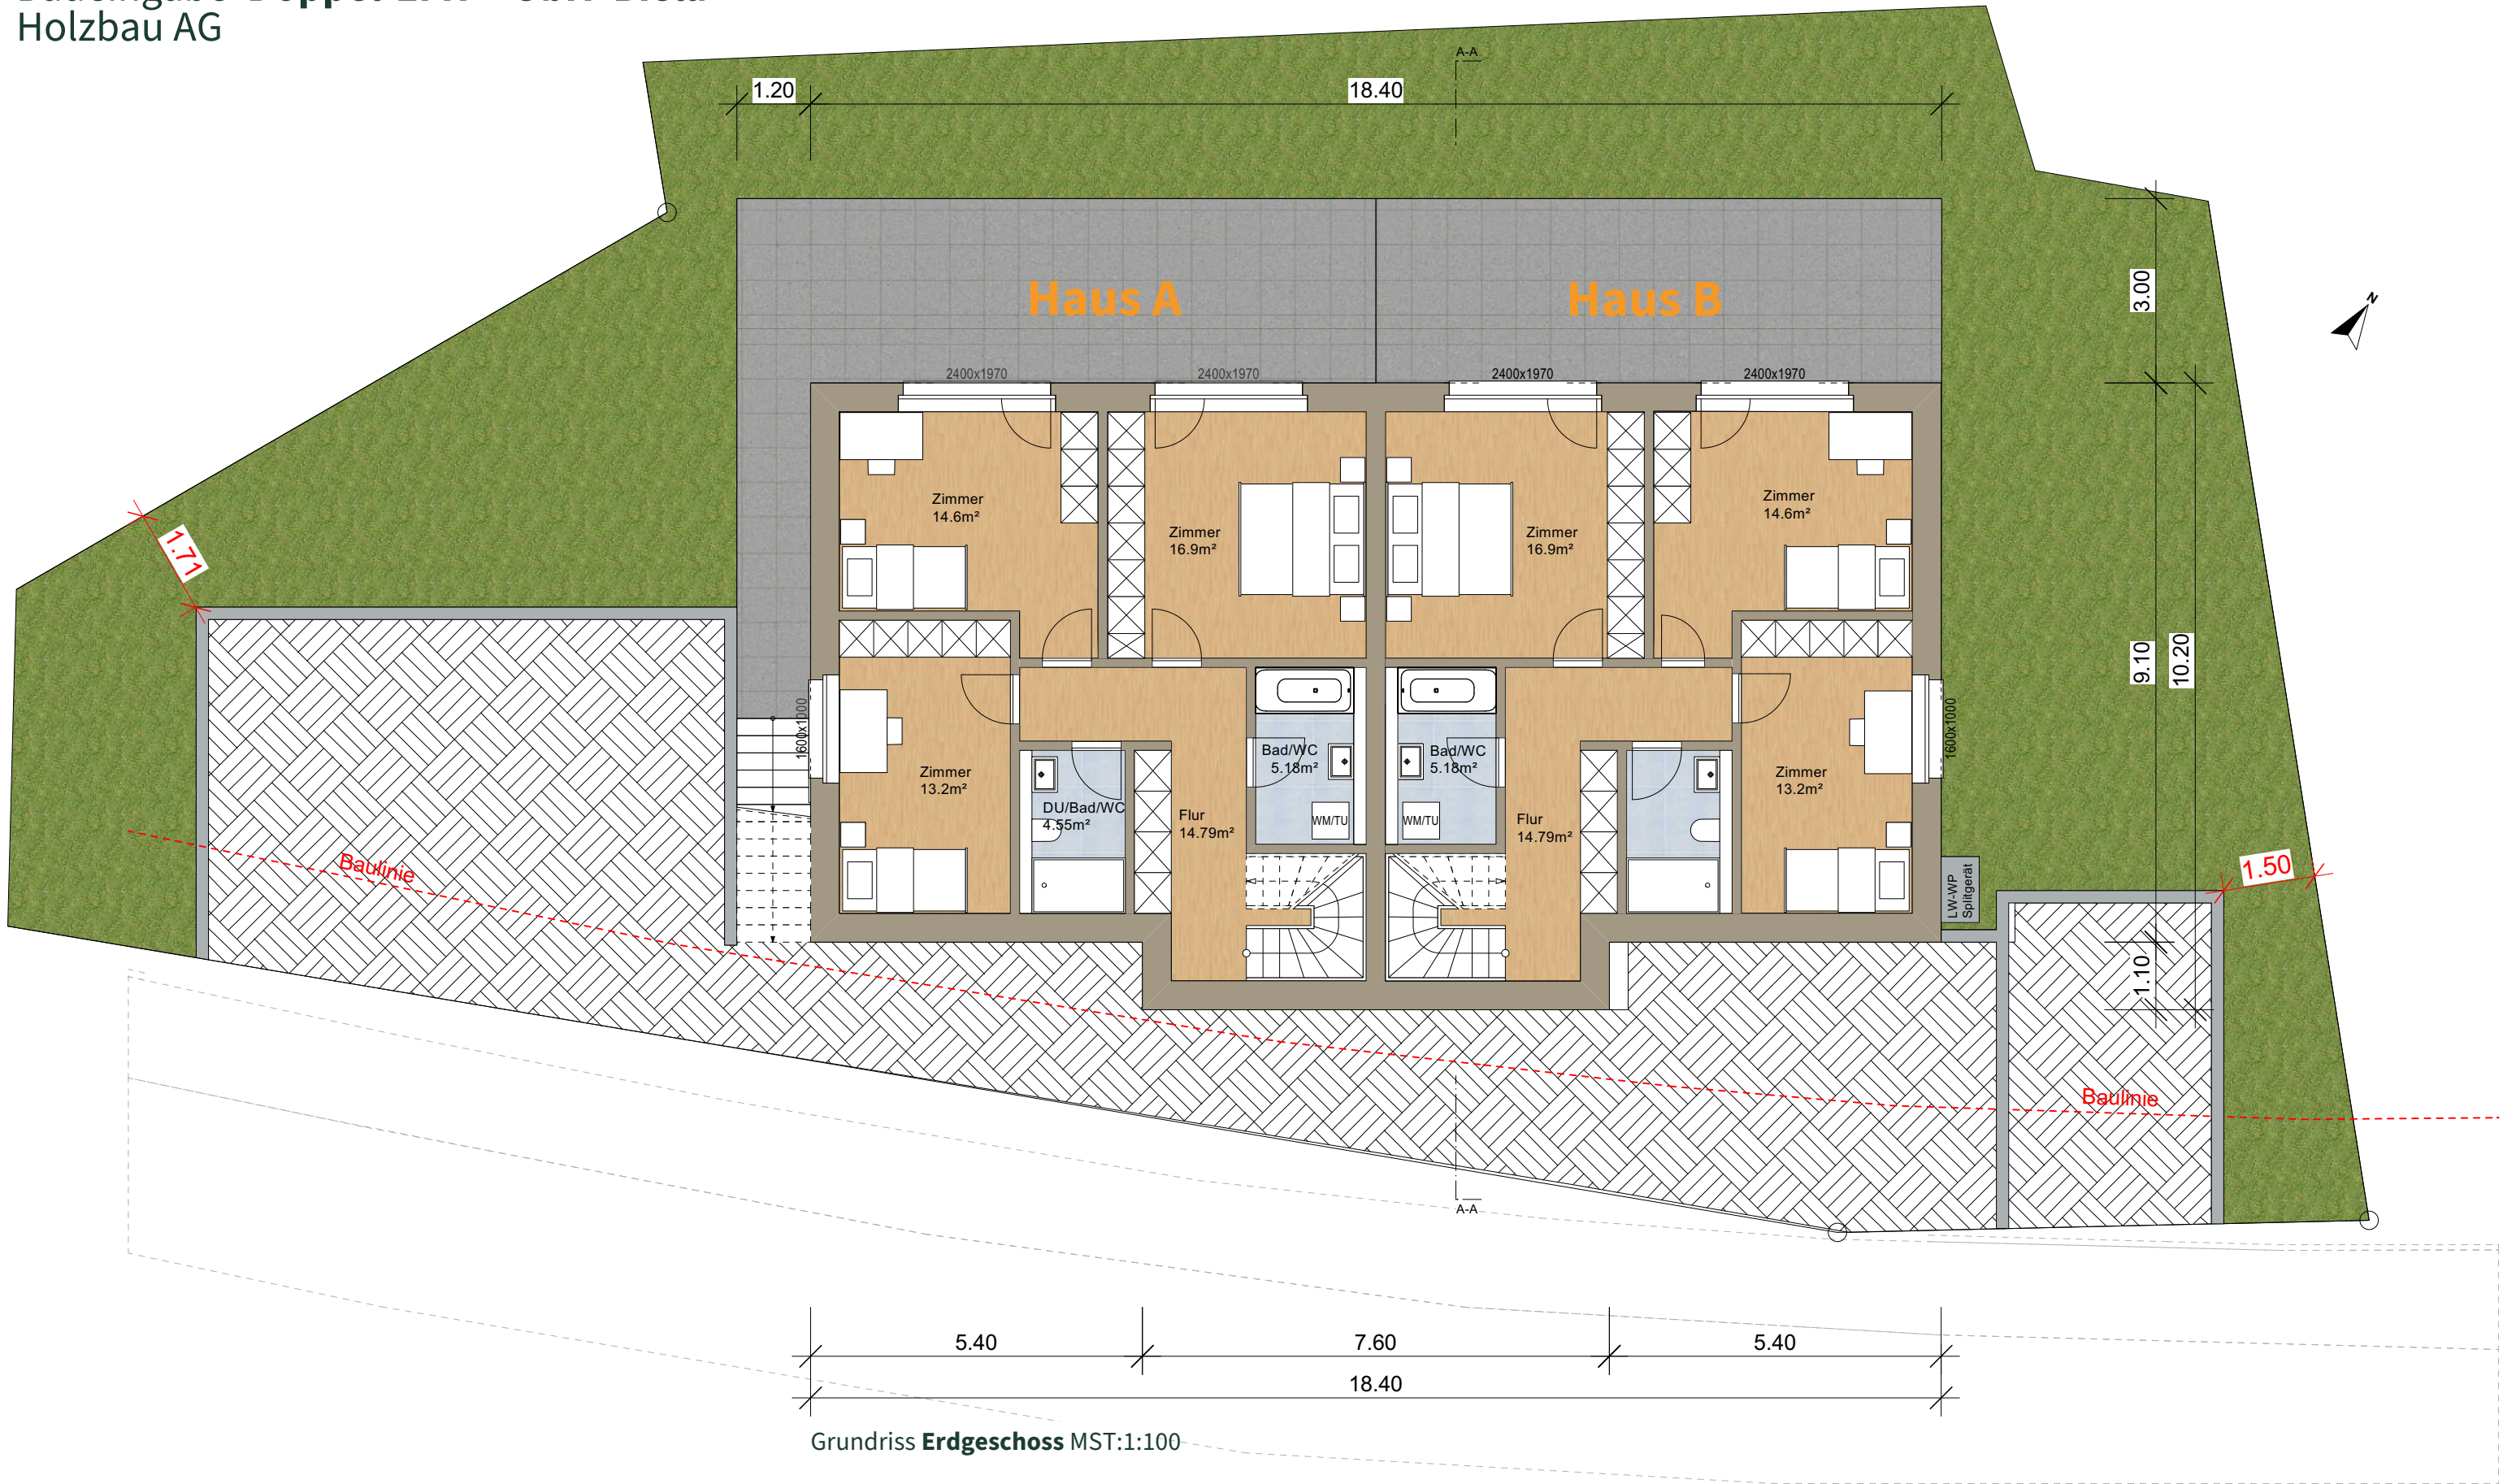 Holzbau AG
A-A
1.20
18.40
N
3.00
Haus A
Haus B
2400x1970
2400x1970
2400x1970
2400x1970
Zimmer
14.6m²
Zimmer
16.9m²
Zimmer
16.9m²
Zimmer
14.6m²
1.71
9.10
10.20
1600x1000
1600x1000
Bad/WC
5.18m²
Bad/WC
5.18m²
Zimmer
13.2m²
Zimmer
13.2m²
DU/Bad/WC
4.55m²
Flur
14.79m²
WM/TU
WM/TU
Flur
14.79m²
Baulinie
LW-WP
Splitgerät
1.50
1.10
Baulinie
A-A
5.40
7.60
5.40
18.40
Grundriss Erdgeschoss MST:1:100